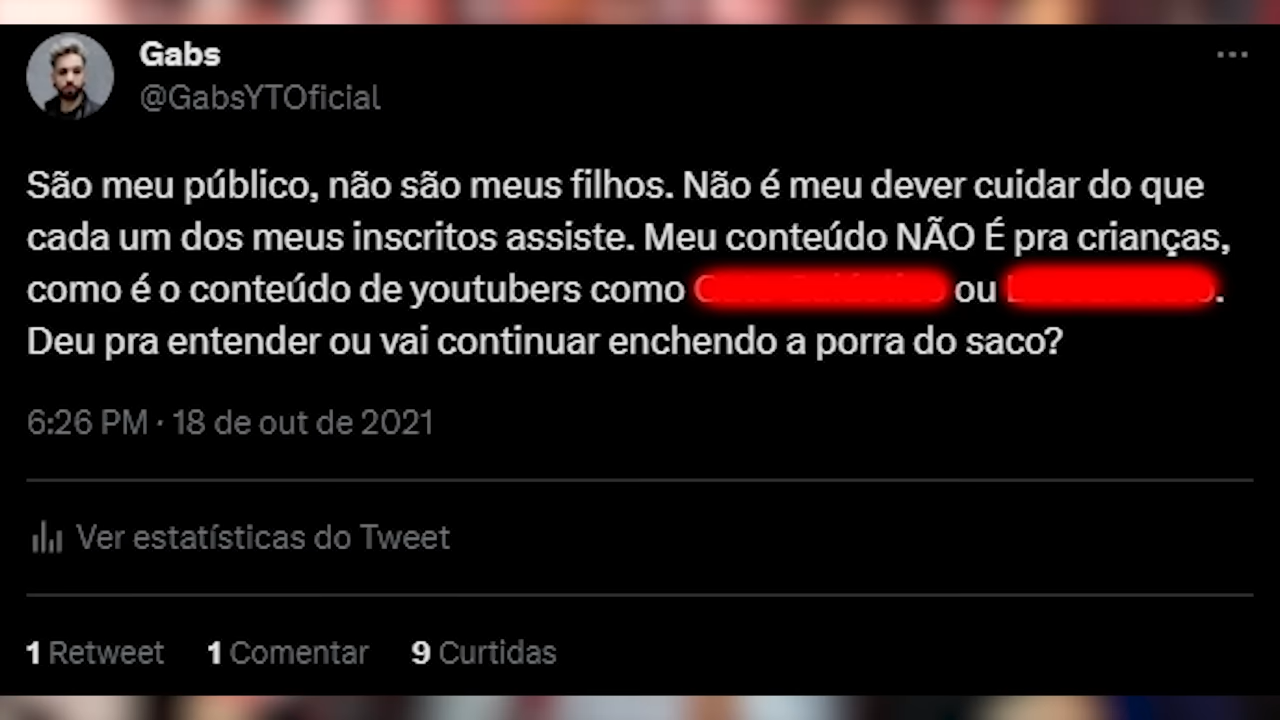 Gabs
@GabsYTOficial
São meu público, não são meus filhos. Não é meu dever cuidar do que
cada um dos meus inscritos assiste. Meu conteúdo NÃO É pra crianças,
como é o conteúdo de youtubers como ou .
Deu pra entender ou vai continuar enchendo a porra do saco?
6:26 PM · 18 de out de 2021
Ver estatísticas do Tweet
1 Retweet 1 Comentar 9 Curtidas